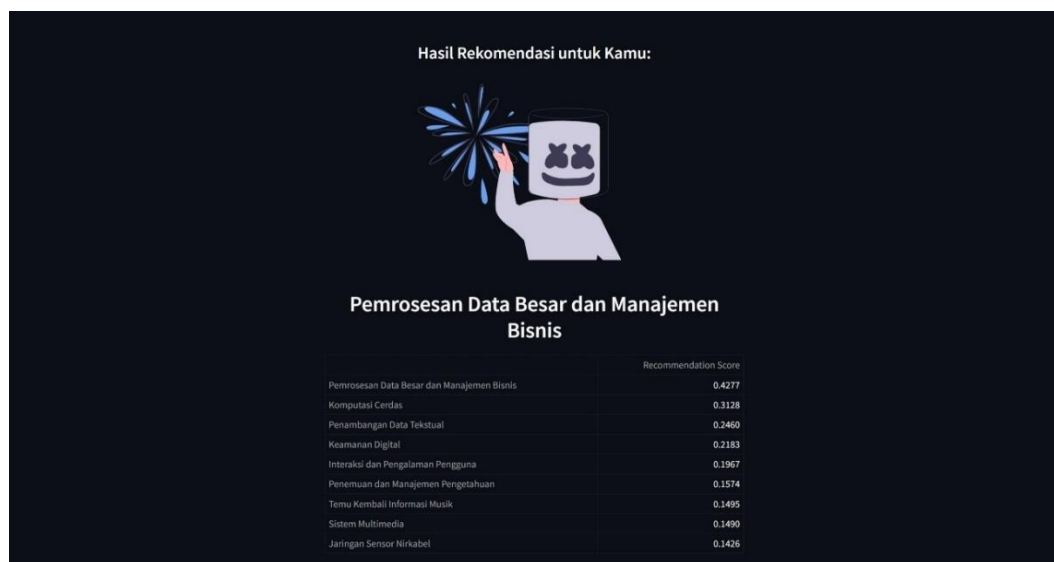 Hasil Rekomendasi untuk Kamu:
Pemrosesan Data Besar dan Manajemen
Bisnis
Recommendation Score
Pemrosesan Data Besar dan Manajemen Bisnis 0.4277
Komputasi Cerdas 0.3128
Penambangan Data Tekstual 0.2460
Keamanan Digital 0.2183
Interaksi dan Pengalaman Pengguna 0.1967
Penemuan dan Manajemen Pengetahuan 0.1574
Temu Kembali Informasi Musik 0.1495
Sistem Multimedia 0.1490
Jaringan Sensor Nirkabel 0.1426